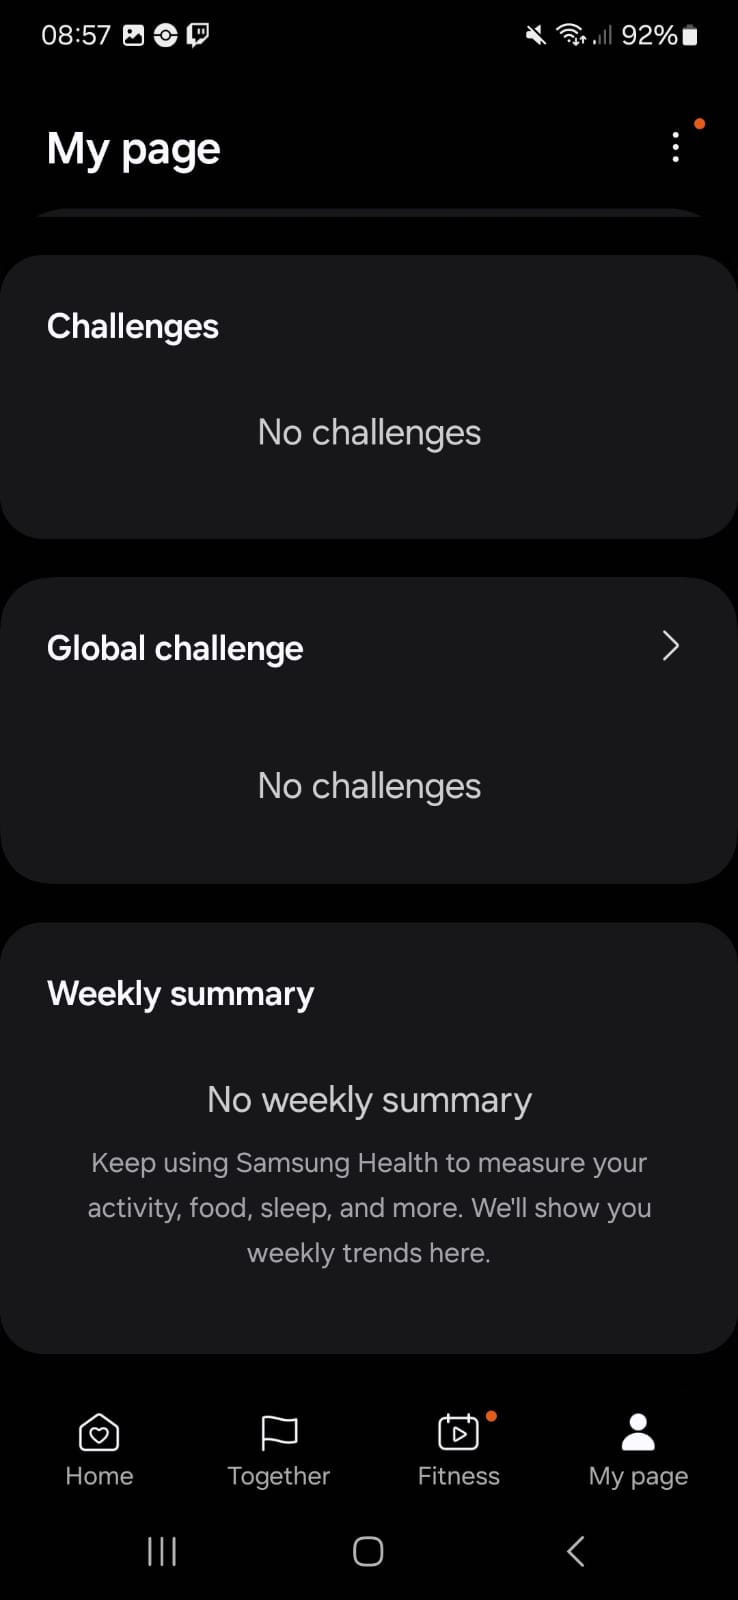 08:57 92%
My page
Challenges
No challenges
Global challenge
No challenges
Weekly summary
No weekly summary
Keep using Samsung Health to measure your
activity, food, sleep, and more. We'll show you
weekly trends here.
Home Together Fitness My page